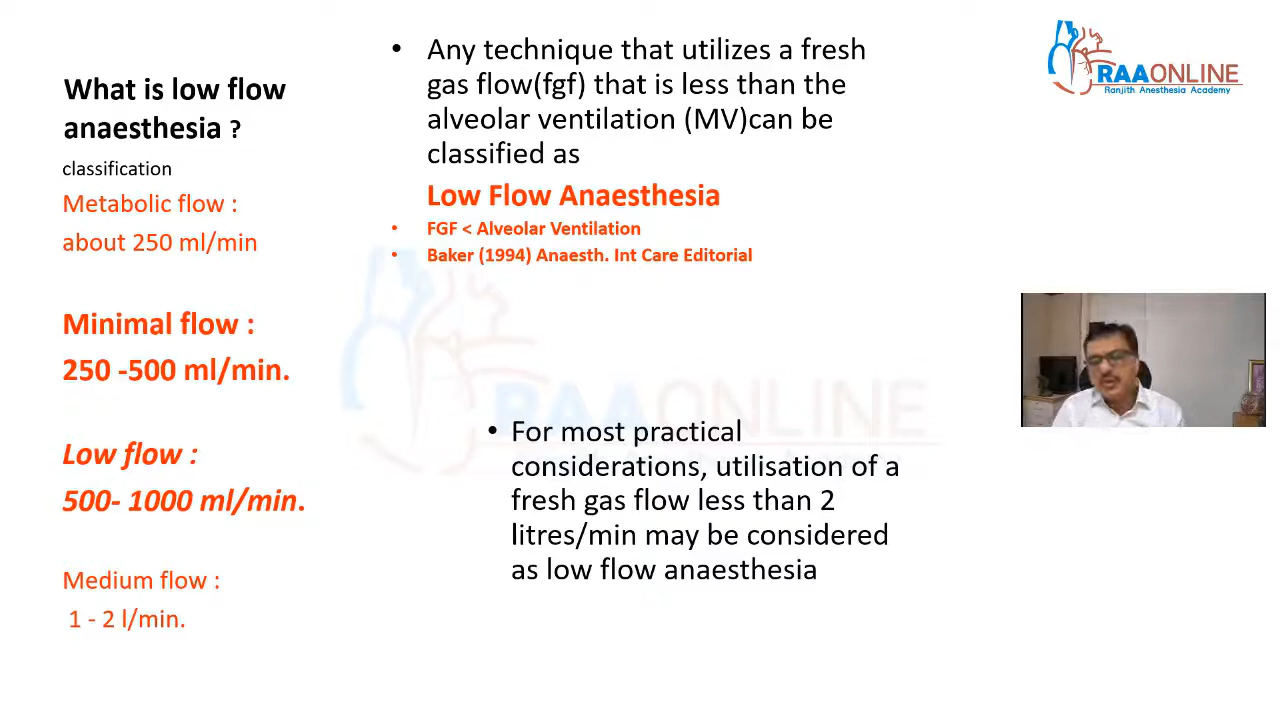 What is low flow
anaesthesia ?
classification
Metabolic flow :
about 250 ml/min
Minimal flow :
250 -500 ml/min.
Low flow :
500- 1000 ml/min.
Medium flow :
1 - 2 l/min.
• Any technique that utilizes a fresh
gas flow(fgf) that is less than the
alveolar ventilation (MV)can be
classified as
Low Flow Anaesthesia
• FGF < Alveolar Ventilation
• Baker (1994) Anaesth. Int Care Editorial
• For most practical
considerations, utilisation of a
fresh gas flow less than 2
litres/min may be considered
as low flow anaesthesia
RAAONLINE
Ranjith Anesthesia Academy
RAAONLINE